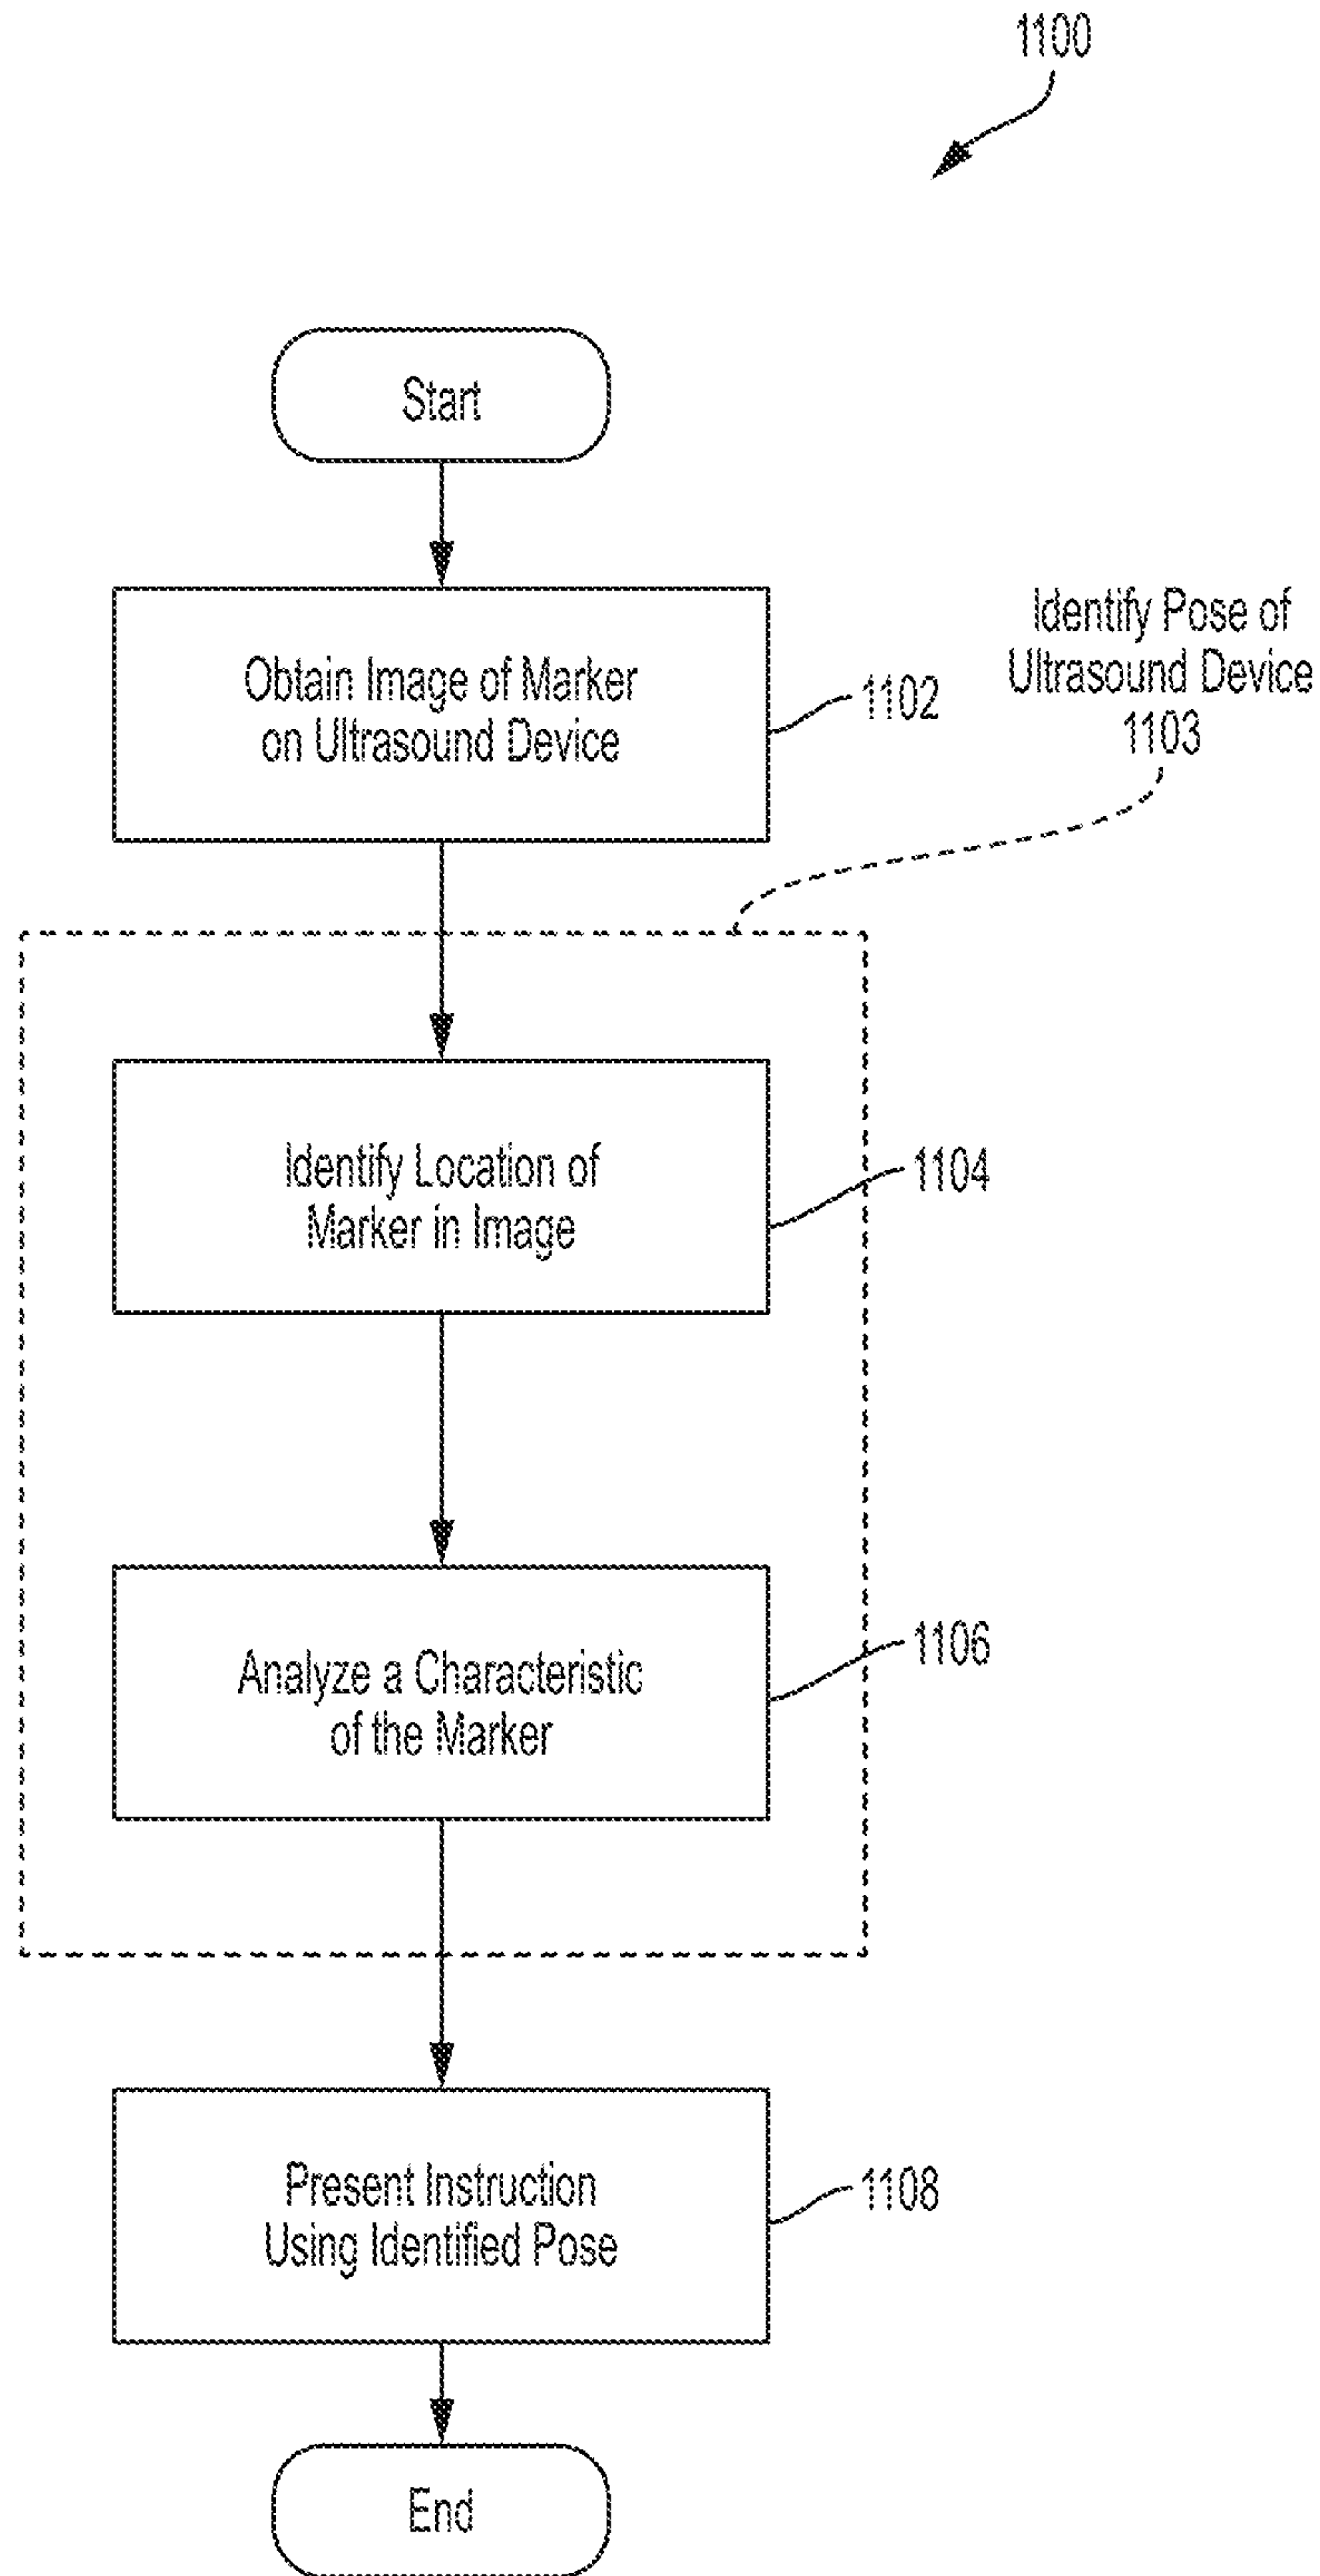 1100
Start
Obtain Image of Marker
on Ultrasound Device
1102
Identify Pose of
Ultrasound Device
1103
Identify Location of
Marker in Image
1104
Analyze a Characteristic
of the Marker
1106
Present Instruction
Using Identified Pose
1108
End